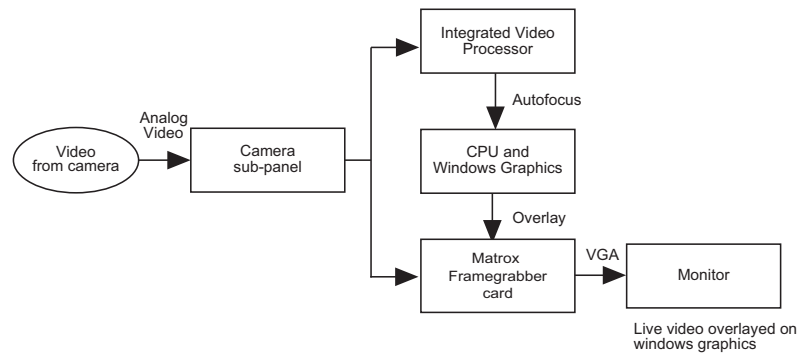 Integrated Video
Processor
Autofocus
Analog
Video
Video
from camera
Camera
sub-panel
CPU and
Windows Graphics
Overlay
Matrox
Framegrabber
card
VGA
Monitor
Live video overlayed on
windows graphics